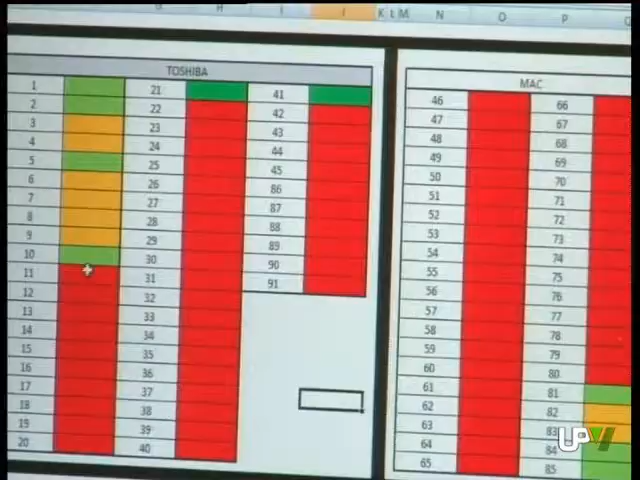 I K L M N O P
TOSHIBA MAC
1 21 41 46 66
2 22 42 47 67
3 23 43 48 68
4 24 44 49 69
5 25 45 50 70
6 26 86 51 71
7 27 87 52 72
8 28 88 53 73
9 29 89 54 74
10 30 90 55 75
11 31 91 56 76
12 32 57 77
13 33 58 78
14 34 59 79
15 35 60 80
16 36 61 81
17 37 62 82
18 38 63 83
19 39 64 84
20 40 65 85
UPV